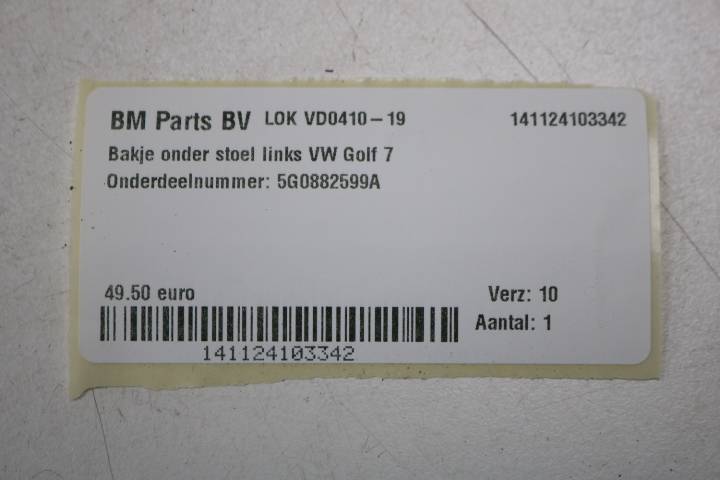 BM Parts BV LOK VD0410-19 141124103342
Bakje onder stoel links VW Golf 7
Onderdeelnummer: 5G0882599A
49.50 euro Verz: 10
Aantal: 1
141124103342